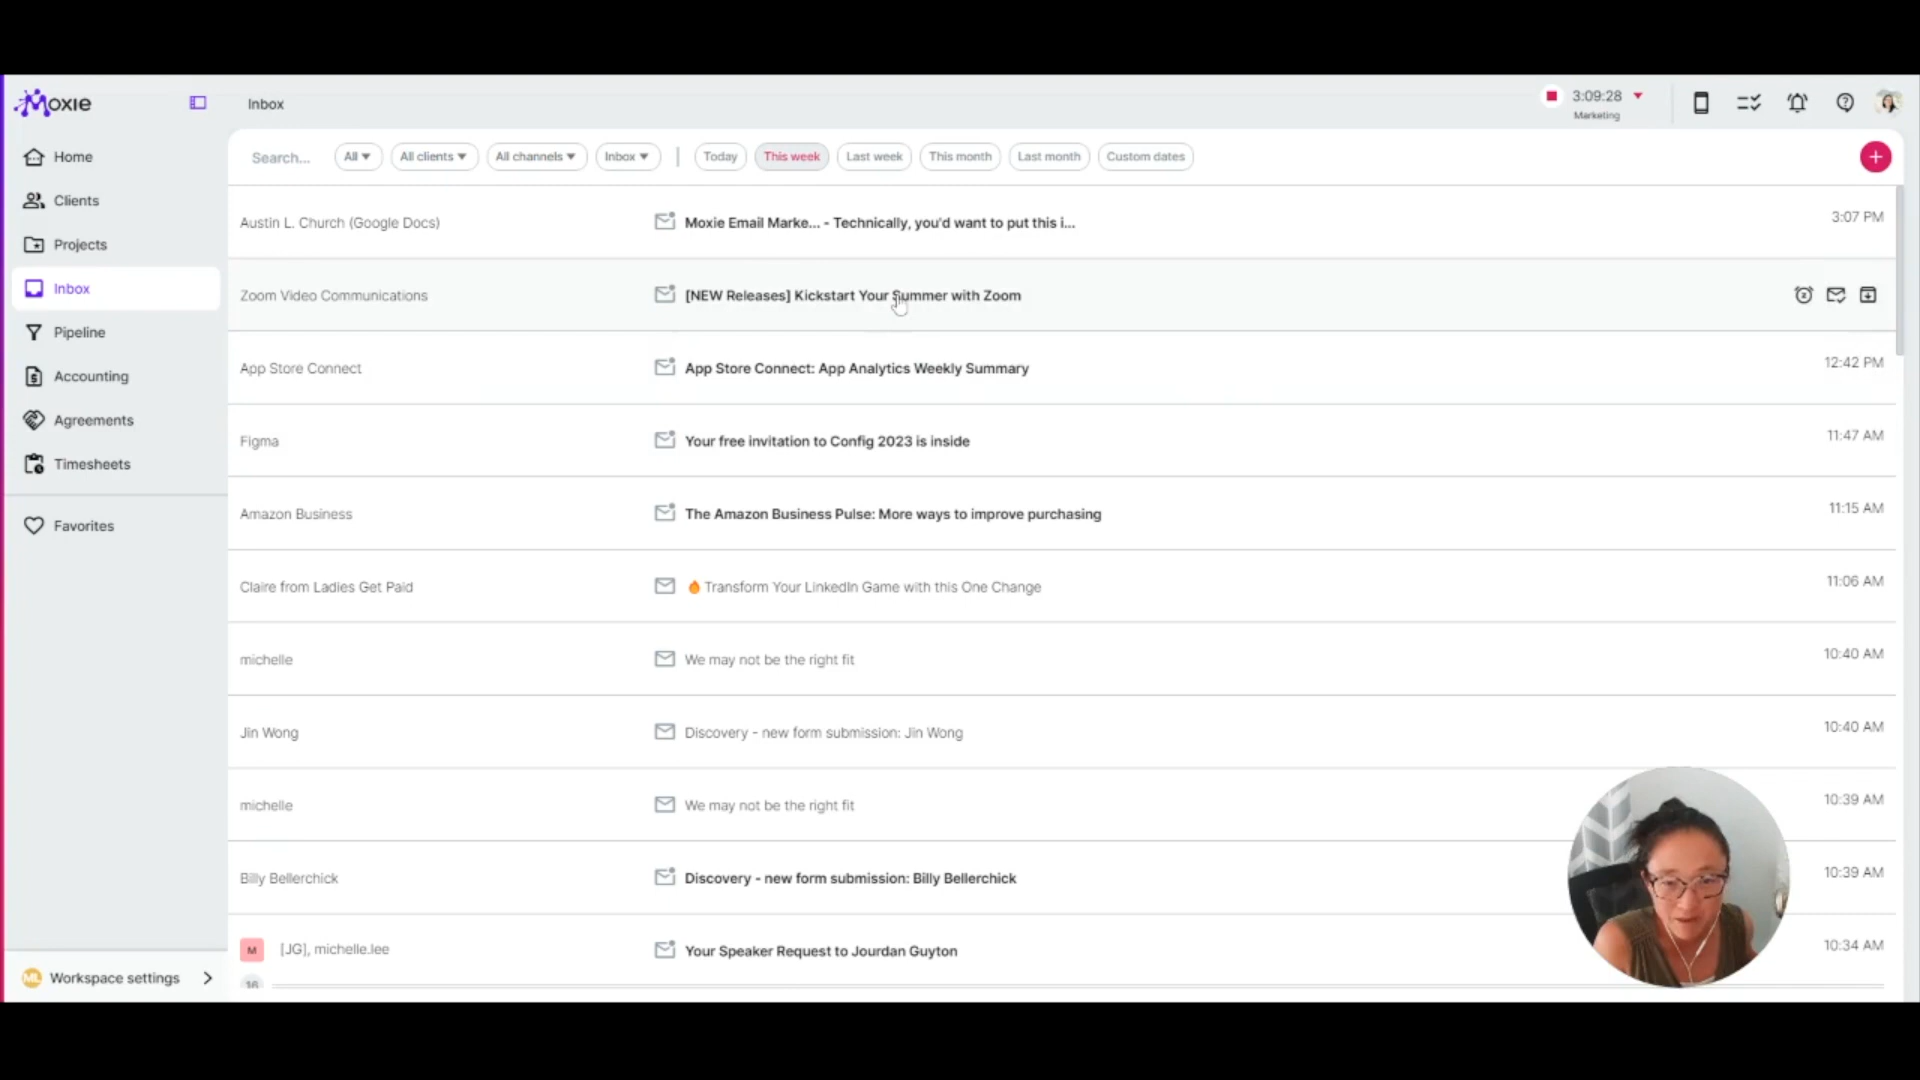 Moxie
Inbox
3:09:28
Marketing
Home
Clients
Projects
Inbox
Pipeline
Accounting
Agreements
Timesheets
Favorites
ML Workspace settings
Search...
All
All clients
All channels
Inbox
Today
This week
Last week
This month
Last month
Custom dates
Austin L. Church (Google Docs) Moxie Email Marke... - Technically, you'd want to put this i... 3:07 PM
Zoom Video Communications [NEW Releases] Kickstart Your Summer with Zoom
App Store Connect App Store Connect: App Analytics Weekly Summary 12:42 PM
Figma Your free invitation to Config 2023 is inside 11:47 AM
Amazon Business The Amazon Business Pulse: More ways to improve purchasing 11:15 AM
Claire from Ladies Get Paid 🔥 Transform Your LinkedIn Game with this One Change 11:06 AM
michelle We may not be the right fit 10:40 AM
Jin Wong Discovery - new form submission: Jin Wong 10:40 AM
michelle We may not be the right fit 10:39 AM
Billy Bellerchick Discovery - new form submission: Billy Bellerchick 10:39 AM
M [JG], michelle.lee Your Speaker Request to Jourdan Guyton 10:34 AM
16